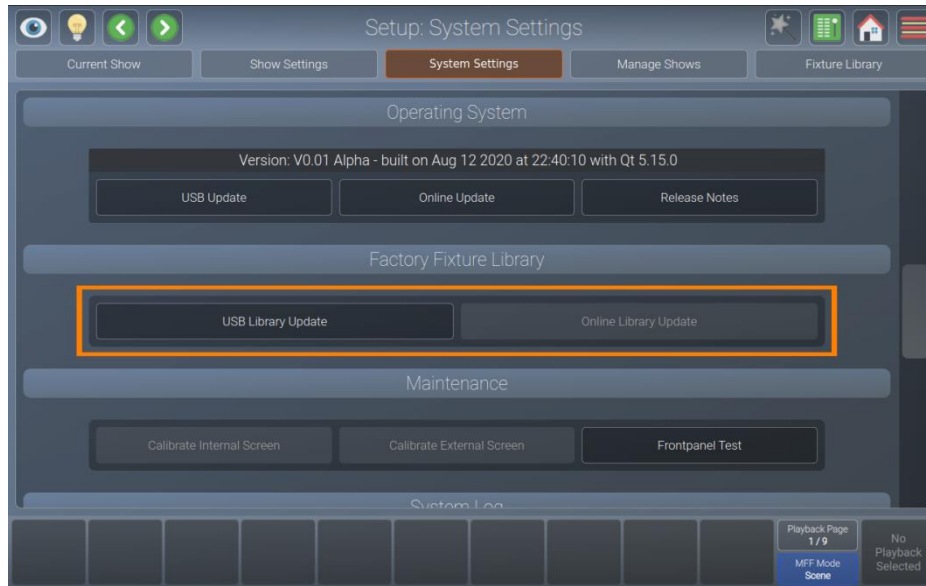 Setup: System Settings
Current Show
Show Settings
System Settings
Manage Shows
Fixture Library
Operating System
Version: V0.01 Alpha - built on Aug 12 2020 at 22:40:10 with Qt 5.15.0
USB Update
Online Update
Release Notes
Factory Fixture Library
USB Library Update
Online Library Update
Maintenance
Calibrate Internal Screen
Calibrate External Screen
Frontpanel Test
System Log
Playback Page
1 / 9
MFF Mode
Scene
No
Playback
Selected